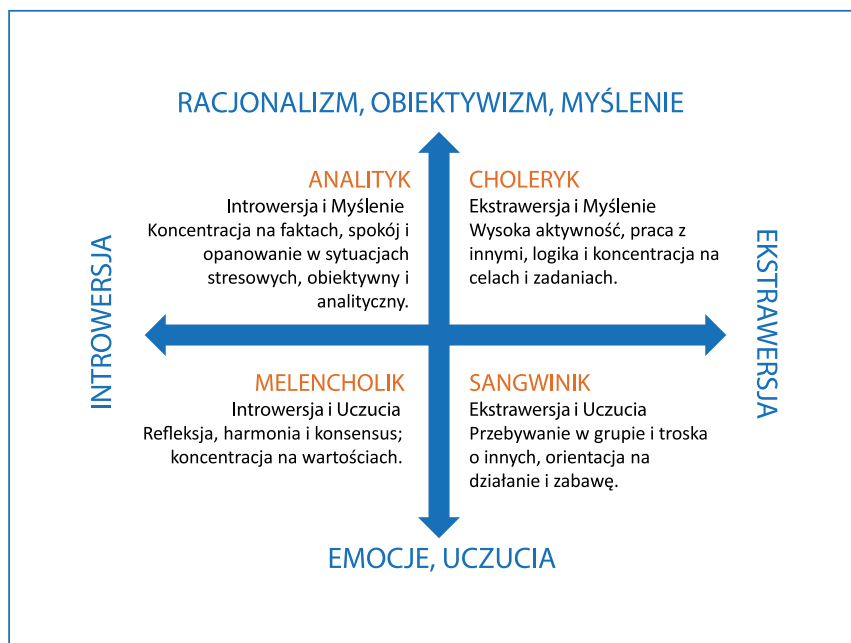 RACJONALIZM, OBIEKTYWIZM, MYŚLENIE
INTROWERSJA
ANALITYK
Introwersja i Myślenie
Koncentracja na faktach, spokój i
opanowanie w sytuacjach
stresowych, obiektywny i
analityczny.
CHOLERYK
Ekstrawersja i Myślenie
Wysoka aktywność, praca z
innymi, logika i koncentracja na
celach i zadaniach.
EKSTRAWERSJA
MELENCHOLIK
Introwersja i Uczucia
Refleksja, harmonia i konsensus;
koncentracja na wartościach.
SANGWINIK
Ekstrawersja i Uczucia
Przebywanie w grupie i troska
o innych, orientacja na
działanie i zabawę.
EMOCJE, UCZUCIA